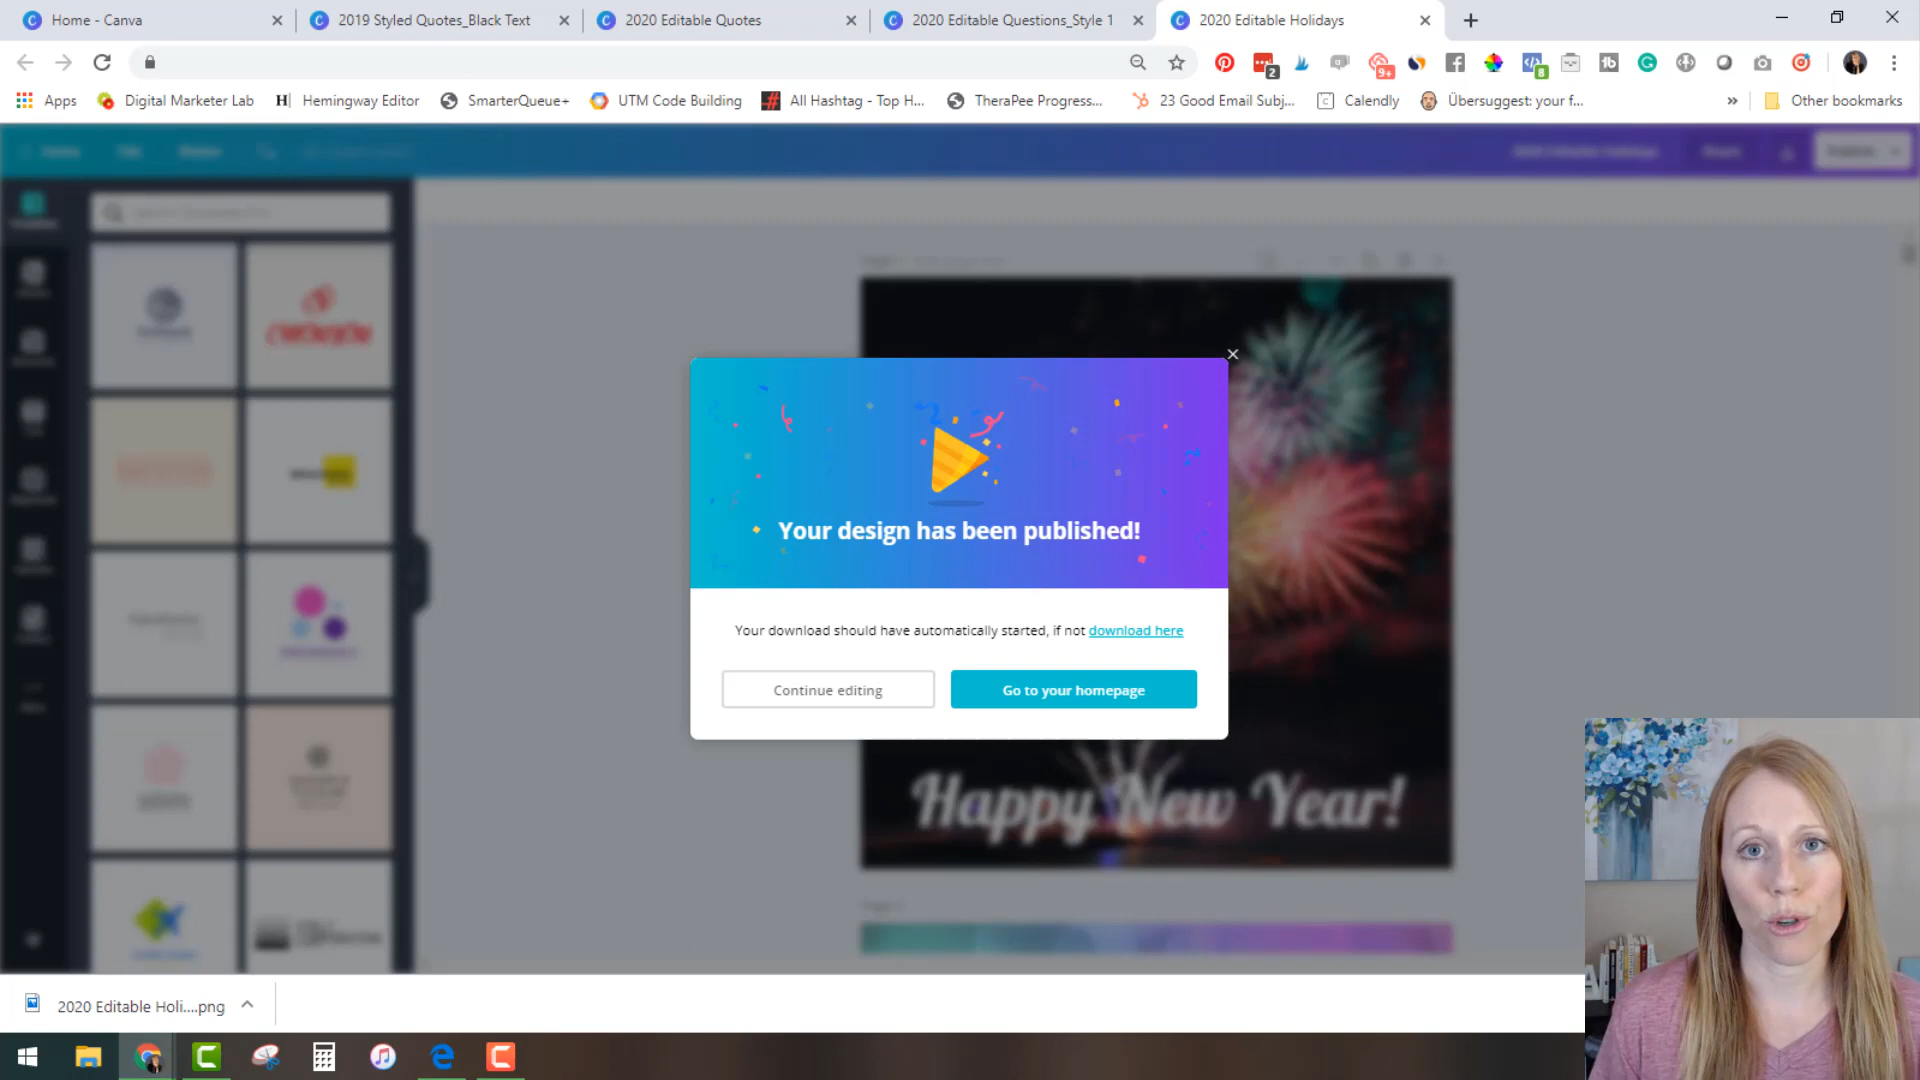 Home - Canva
2019 Styled Quotes_Black Text
2020 Editable Quotes
2020 Editable Questions_Style 1
2020 Editable Holidays
2
9+
8
Apps
Digital Marketer Lab
Hemingway Editor
SmarterQueue+
UTM Code Building
All Hashtag - Top H...
TheraPee Progress...
23 Good Email Subj...
Calendly
Übersuggest: your f...
»
Other bookmarks
Your design has been published!
Your download should have automatically started, if not download here
Continue editing
Go to your homepage
Happy New Year!
2020 Editable Holi....png